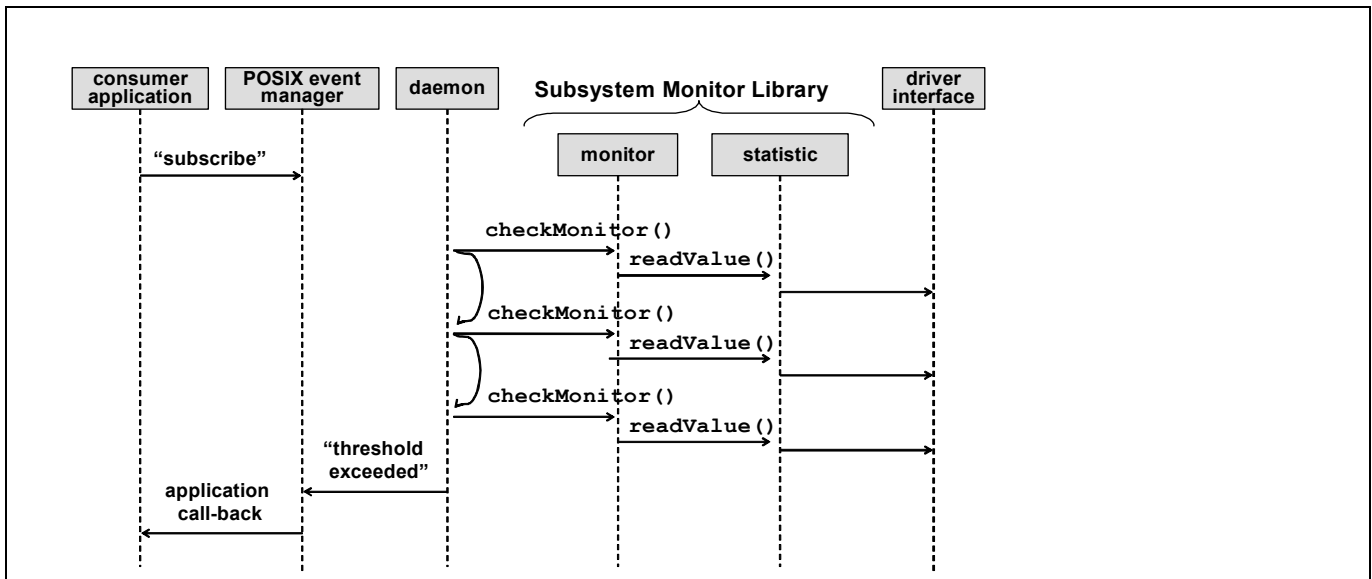 consumer
application
POSIX event
manager
daemon
Subsystem Monitor Library
driver
interface
monitor
statistic
“subscribe”
checkMonitor()
readValue()
checkMonitor()
readValue()
checkMonitor()
readValue()
“threshold
exceeded”
application
call-back